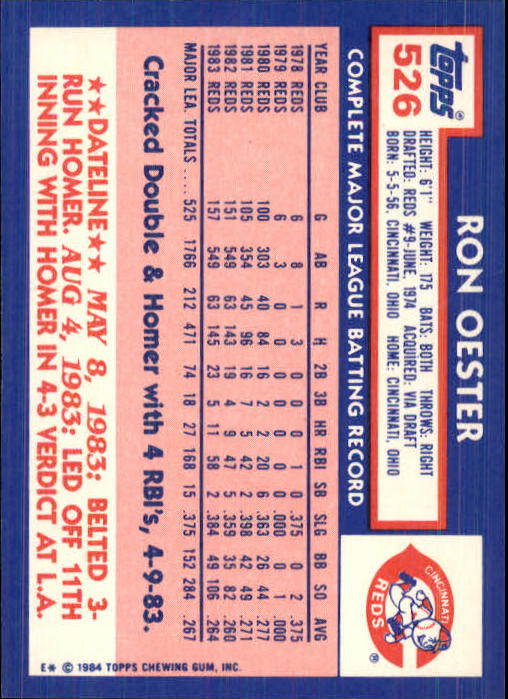 topps®
526
RON OESTER
HEIGHT: 6'1" WEIGHT: 175 BATS: BOTH THROWS: RIGHT
DRAFTED: REDS #9-JUNE, 1974 ACQUIRED: VIA DRAFT
BORN: 5-5-56, CINCINNATI, OHIO HOME: CINCINNATI, OHIO
CINCINNATI
REDS
®
COMPLETE MAJOR LEAGUE BATTING RECORD
YEAR CLUB G AB R H 2B 3B HR RBI SB SLG BB SO AVG
1978 REDS 6 8 1 3 0 0 0 1 0 .375 0 2 .375
1979 REDS 6 3 0 0 0 0 0 0 0 .000 0 1 .000
1980 REDS 100 303 40 84 16 2 2 20 6 .363 26 44 .277
1981 REDS 105 354 45 96 16 7 5 42 2 .398 42 49 .271
1982 REDS 151 549 63 143 19 4 9 47 5 .359 35 82 .260
1983 REDS 157 549 63 145 23 5 11 58 2 .384 49 106 .264
MAJOR LEA. TOTALS .... 525 1766 212 471 74 18 27 168 15 .375 152 284 .267
Cracked Double & Homer with 4 RBI's, 4-9-83.
★★DATELINE★★ MAY 8, 1983: BELTED 3-
RUN HOMER. AUG 4, 1983: LED OFF 11TH
INNING WITH HOMER IN 4-3 VERDICT AT L.A.
E* © 1984 TOPPS CHEWING GUM, INC.